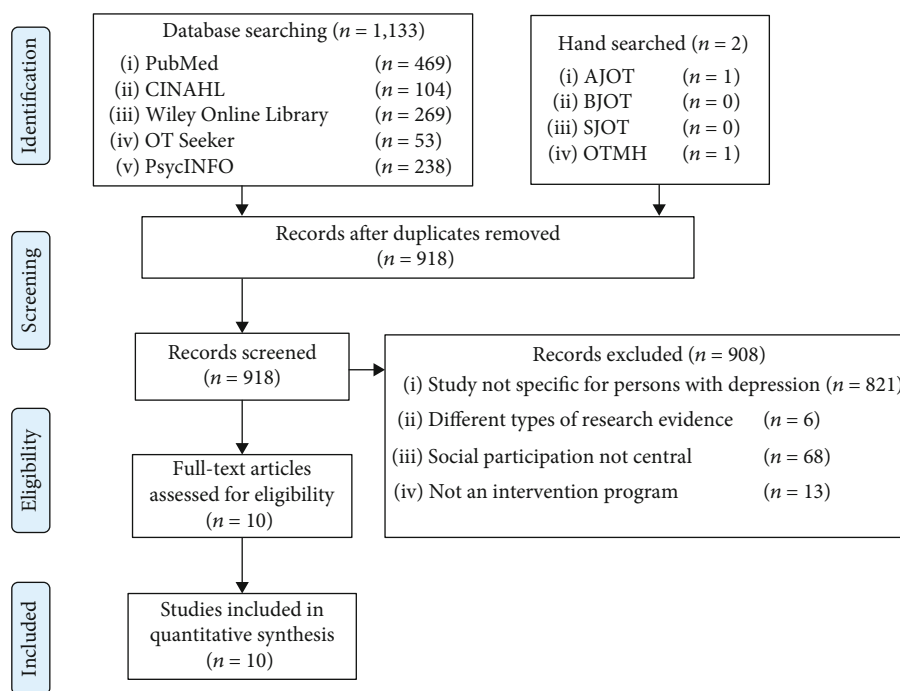 Identification
Database searching (n = 1,133)
(i) PubMed (n = 469)
(ii) CINAHL (n = 104)
(iii) Wiley Online Library (n = 269)
(iv) OT Seeker (n = 53)
(v) PsycINFO (n = 238)
Hand searched (n = 2)
(i) AJOT (n = 1)
(ii) BJOT (n = 0)
(iii) SJOT (n = 0)
(iv) OTMH (n = 1)
Screening
Records after duplicates removed
(n = 918)
Records screened
(n = 918)
Records excluded (n = 908)
(i) Study not specific for persons with depression (n = 821)
(ii) Different types of research evidence (n = 6)
(iii) Social participation not central (n = 68)
(iv) Not an intervention program (n = 13)
Eligibility
Full-text articles
assessed for eligibility
(n = 10)
Included
Studies included in
quantitative synthesis
(n = 10)